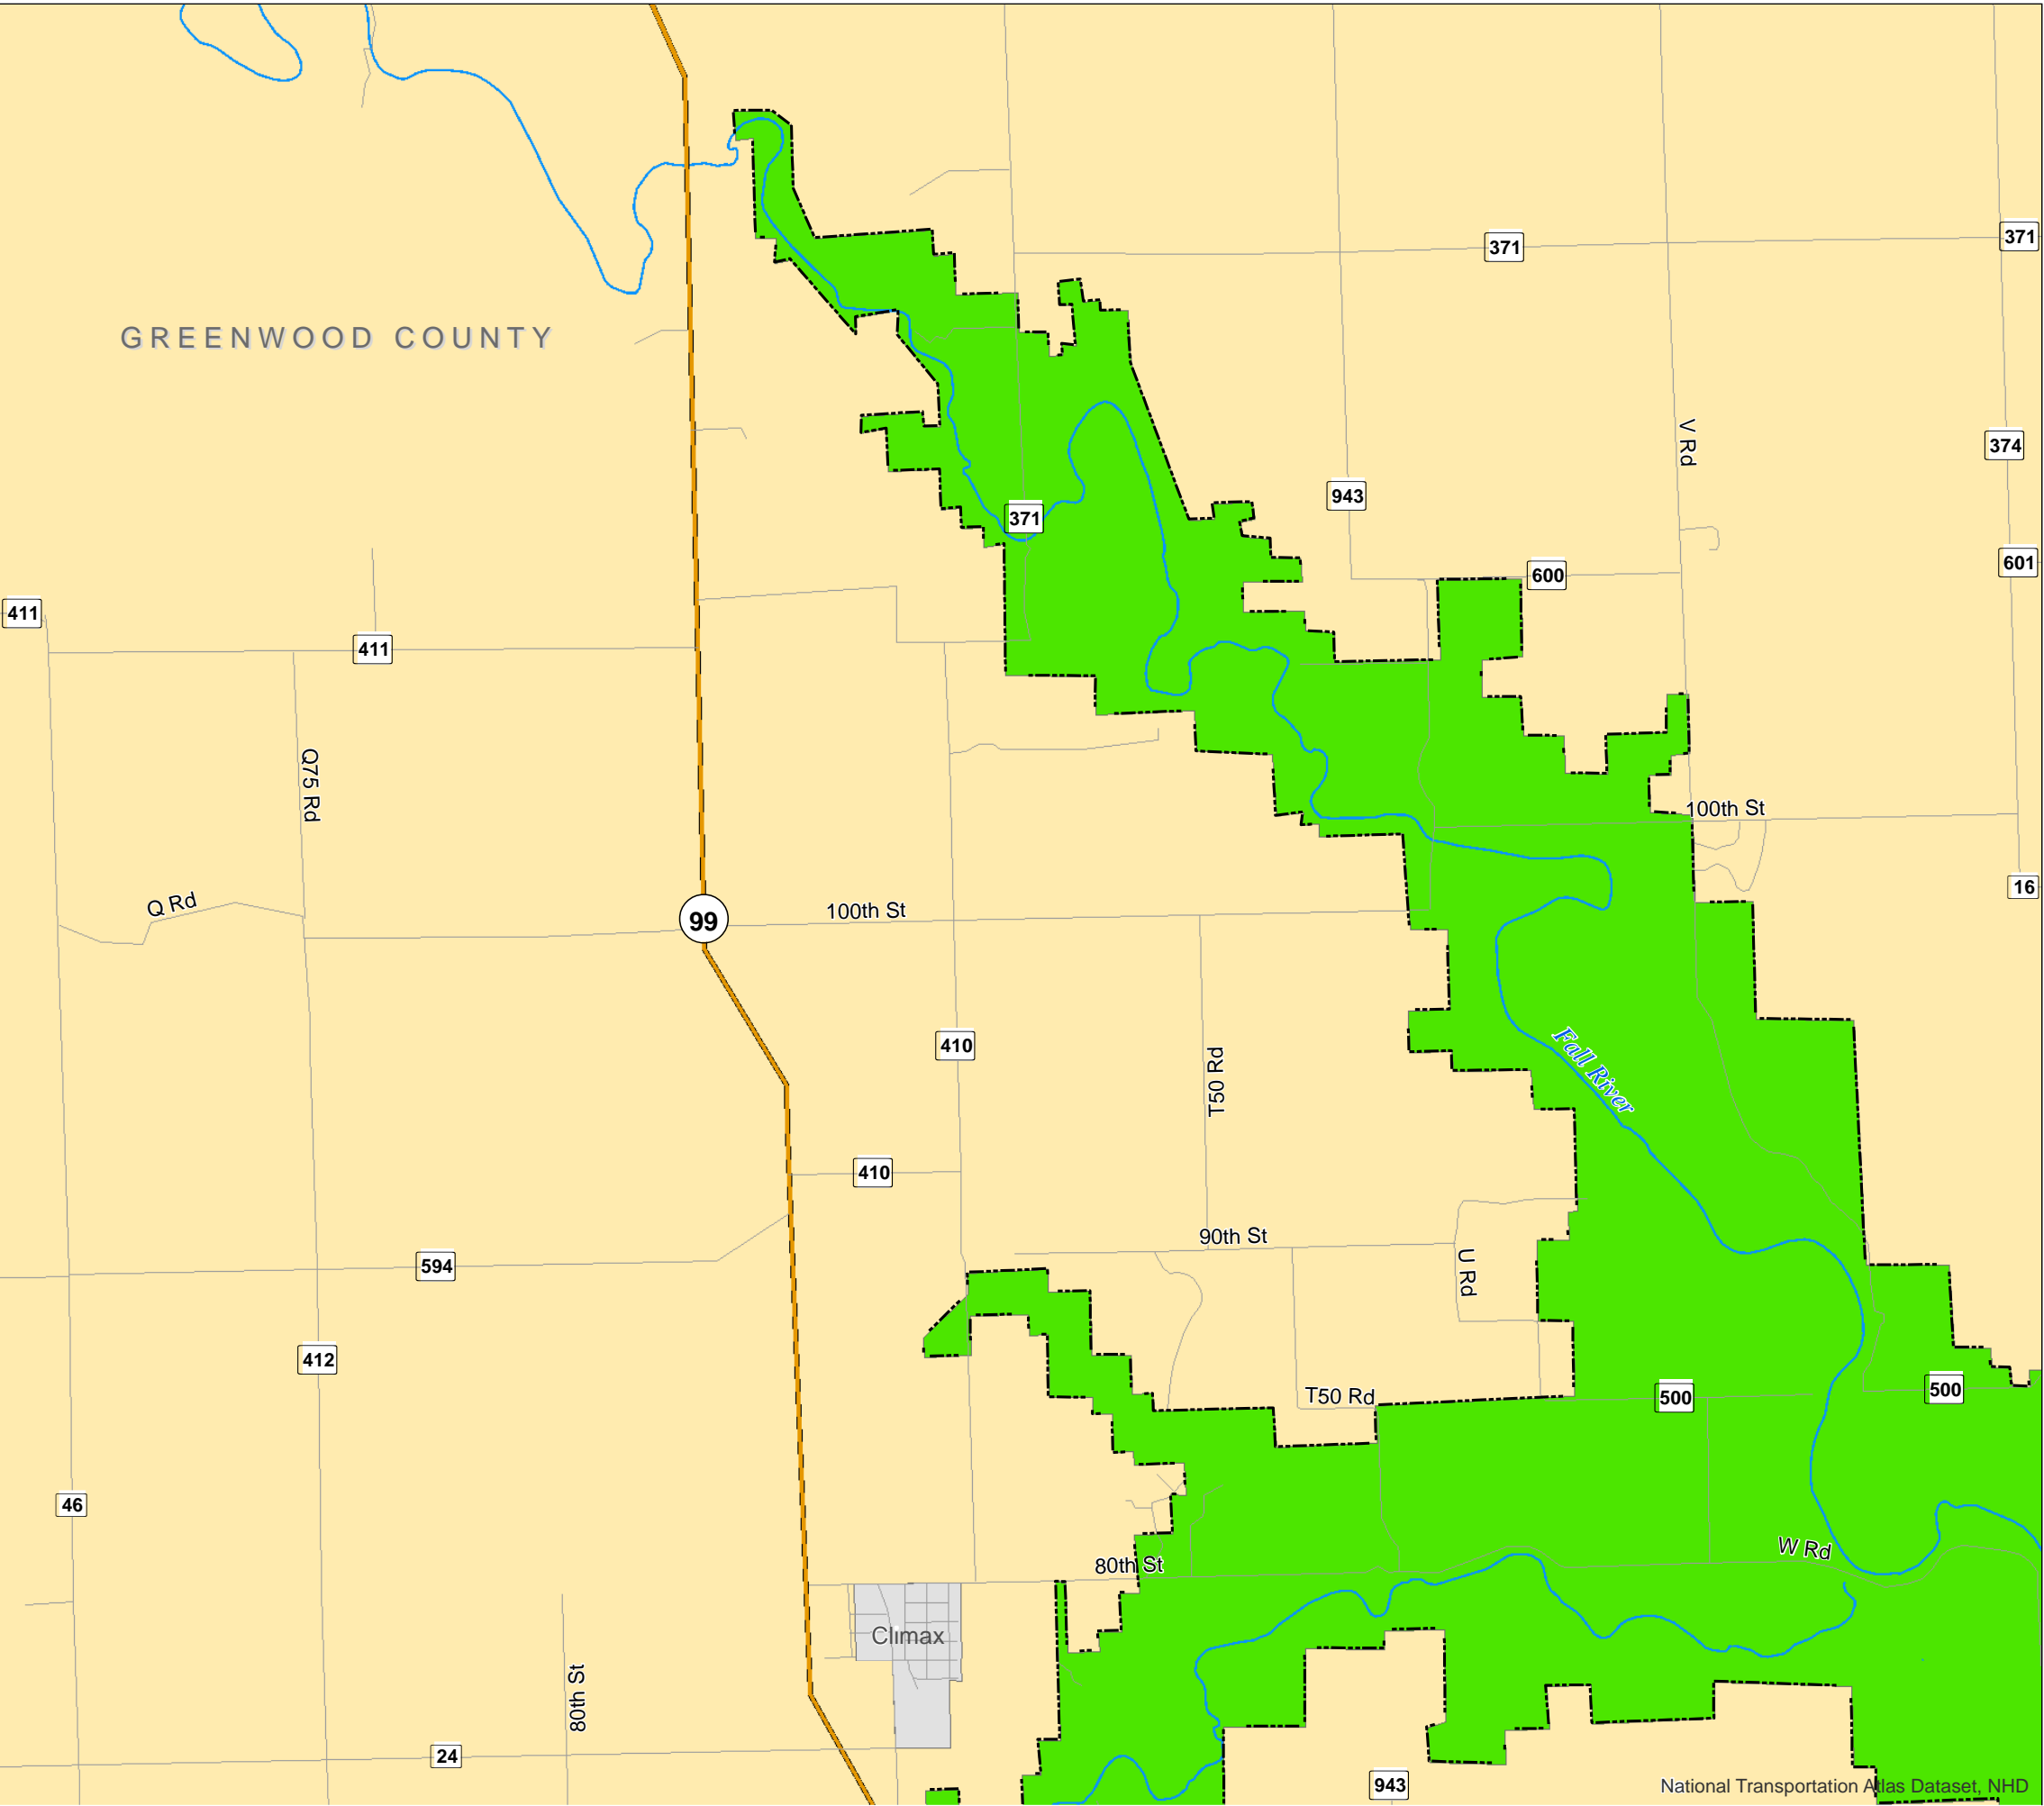 371
371
GREENWOOD COUNTY
V Rd
374
943
371
601
600
411
411
Q75 Rd
100th St
16
Q Rd
99
100th St
Fall River
410
T50 Rd
410
90th St
U Rd
594
412
T50 Rd
500
500
46
W Rd
80th St
Climax
80th St
24
943
National Transportation Atlas Dataset, NHD